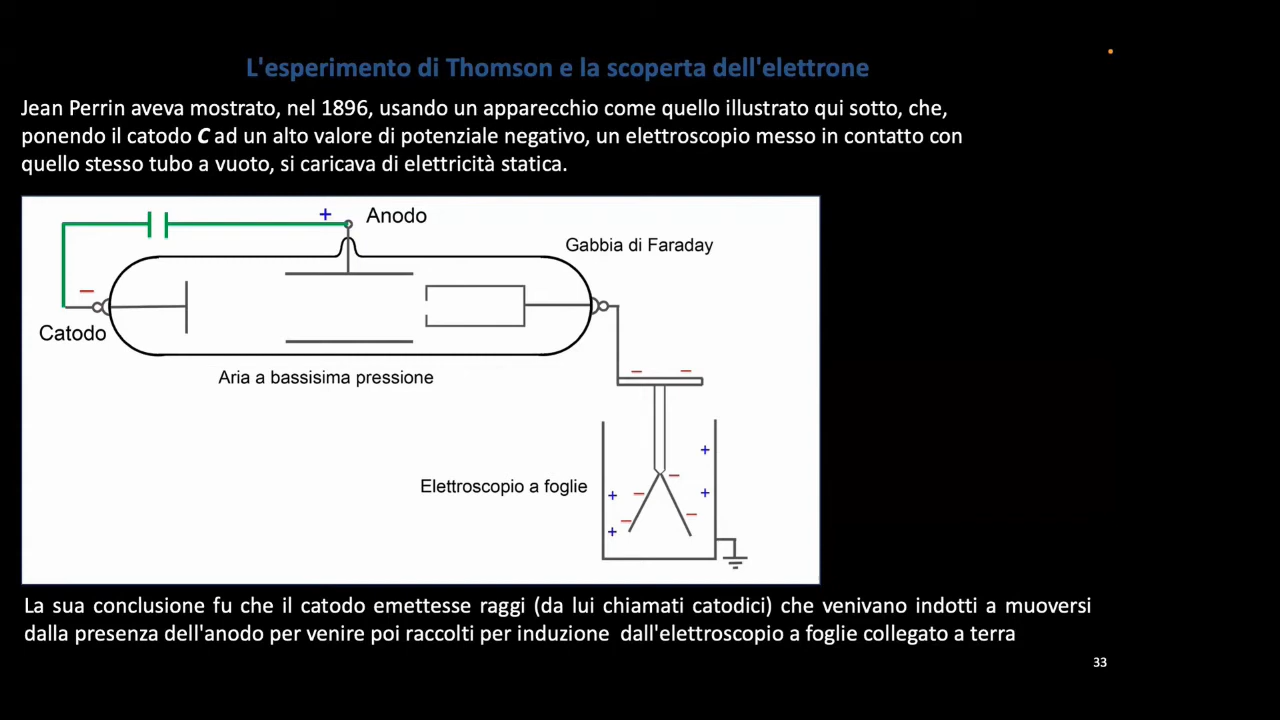 L'esperimento di Thomson e la scoperta dell'elettrone
Jean Perrin aveva mostrato, nel 1896, usando un apparecchio come quello illustrato qui sotto, che,
ponendo il catodo C ad un alto valore di potenziale negativo, un elettroscopio messo in contatto con
quello stesso tubo a vuoto, si caricava di elettricità statica.
+ Anodo
Gabbia di Faraday
−
Catodo
Aria a bassisima pressione
− −
+
−
Elettroscopio a foglie
+ − +
− −
+
La sua conclusione fu che il catodo emettesse raggi (da lui chiamati catodici) che venivano indotti a muoversi
dalla presenza dell'anodo per venire poi raccolti per induzione dall'elettroscopio a foglie collegato a terra
33